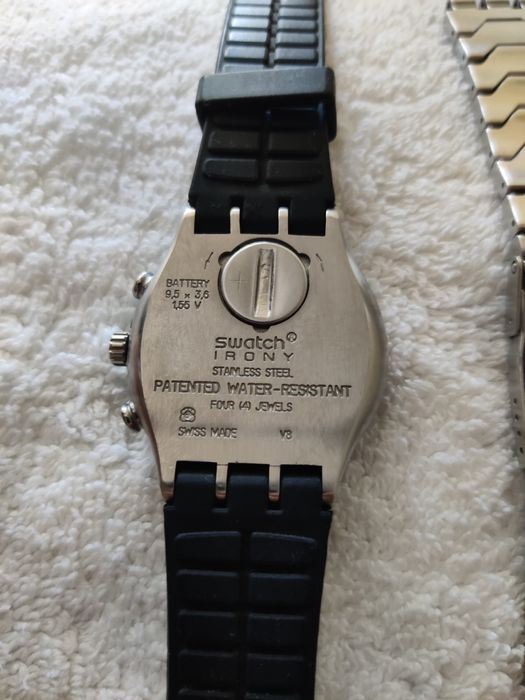 BATTERY
9,5 x 3,6
1,55 V
+
swatch®
IRONY
STAINLESS STEEL
PATENTED WATER-RESISTANT
FOUR (4) JEWELS
SWISS MADE V8